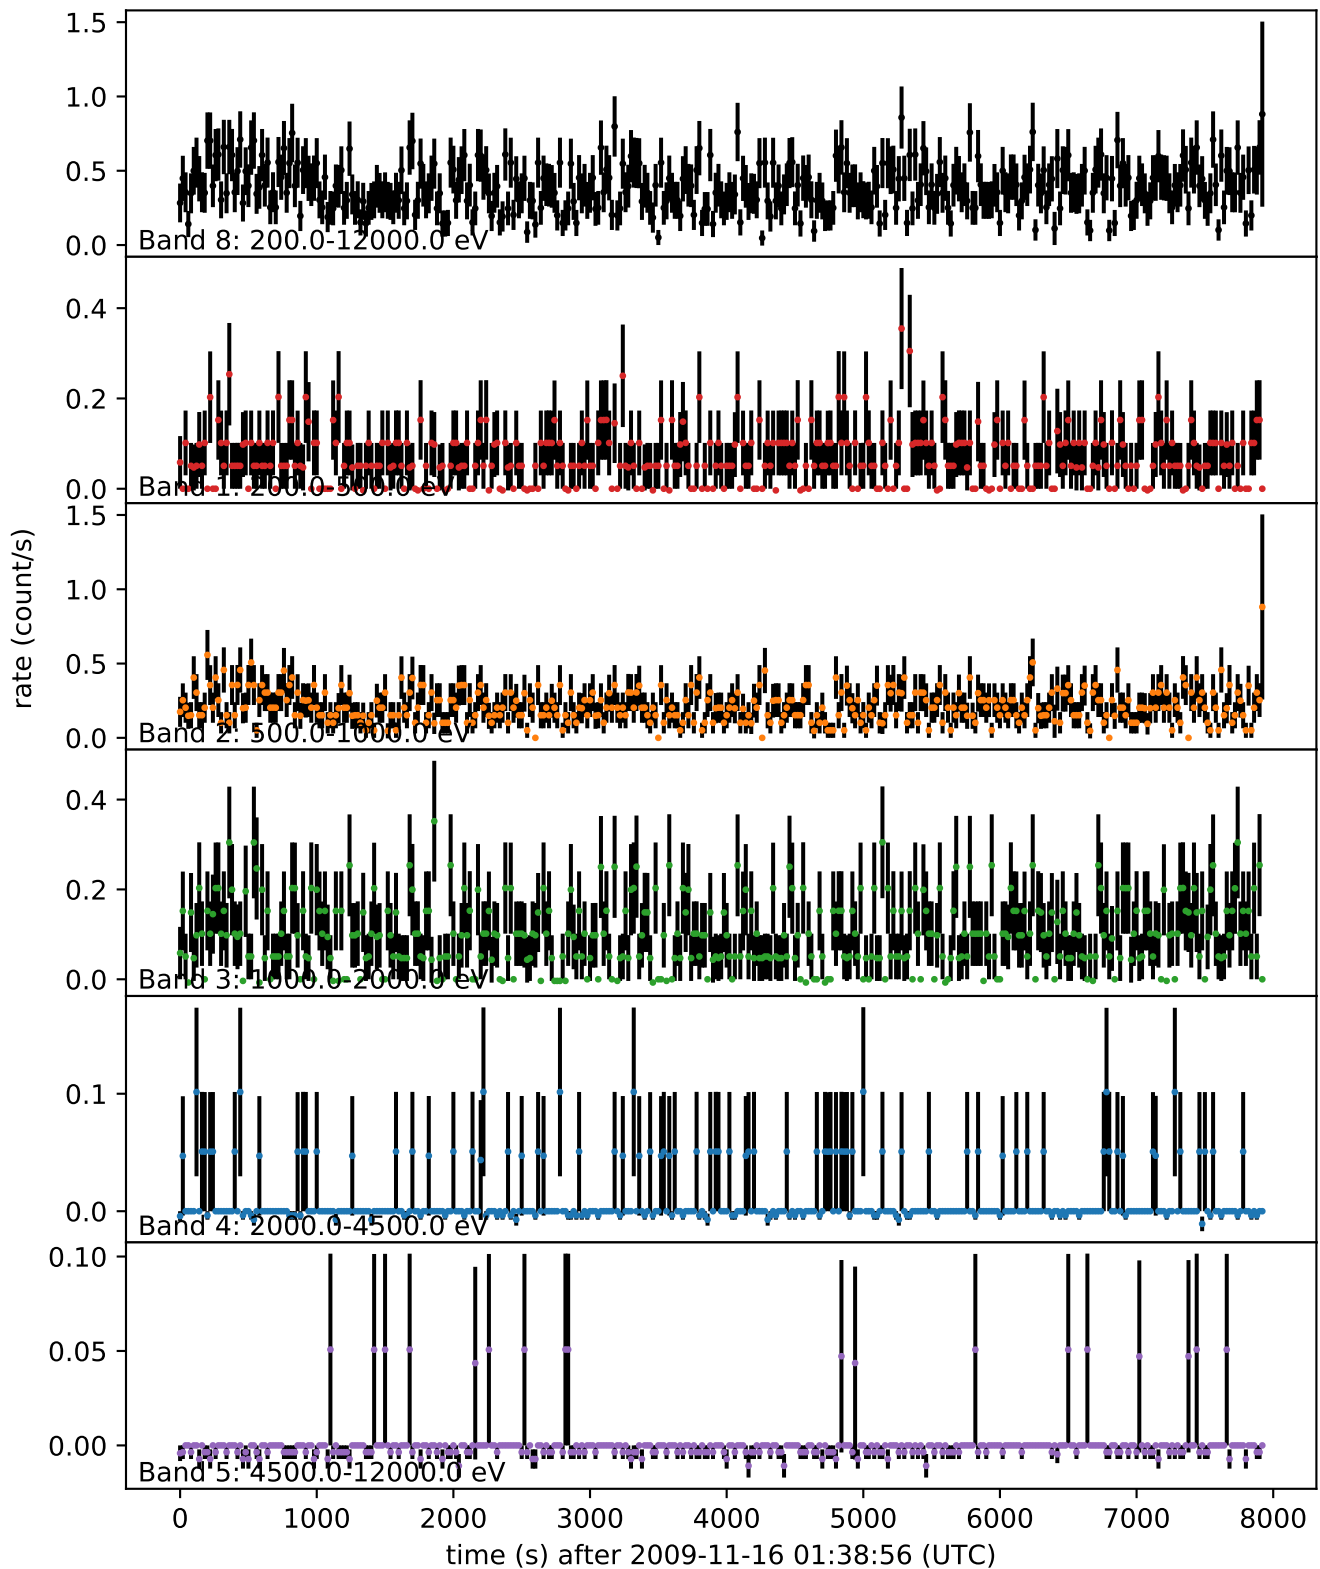 1.5
1.0
0.5
0.0
Band 8: 200.0-12000.0 eV
0.4
0.2
0.0
Band 1: 200.0-500.0 eV
1.5
1.0
0.5
0.0
Band 2: 500.0-1000.0 eV
rate (count/s)
0.4
0.2
0.0
Band 3: 1000.0-2000.0 eV
0.1
0.0
Band 4: 2000.0-4500.0 eV
0.10
0.05
0.00
Band 5: 4500.0-12000.0 eV
0 1000 2000 3000 4000 5000 6000 7000 8000
time (s) after 2009-11-16 01:38:56 (UTC)